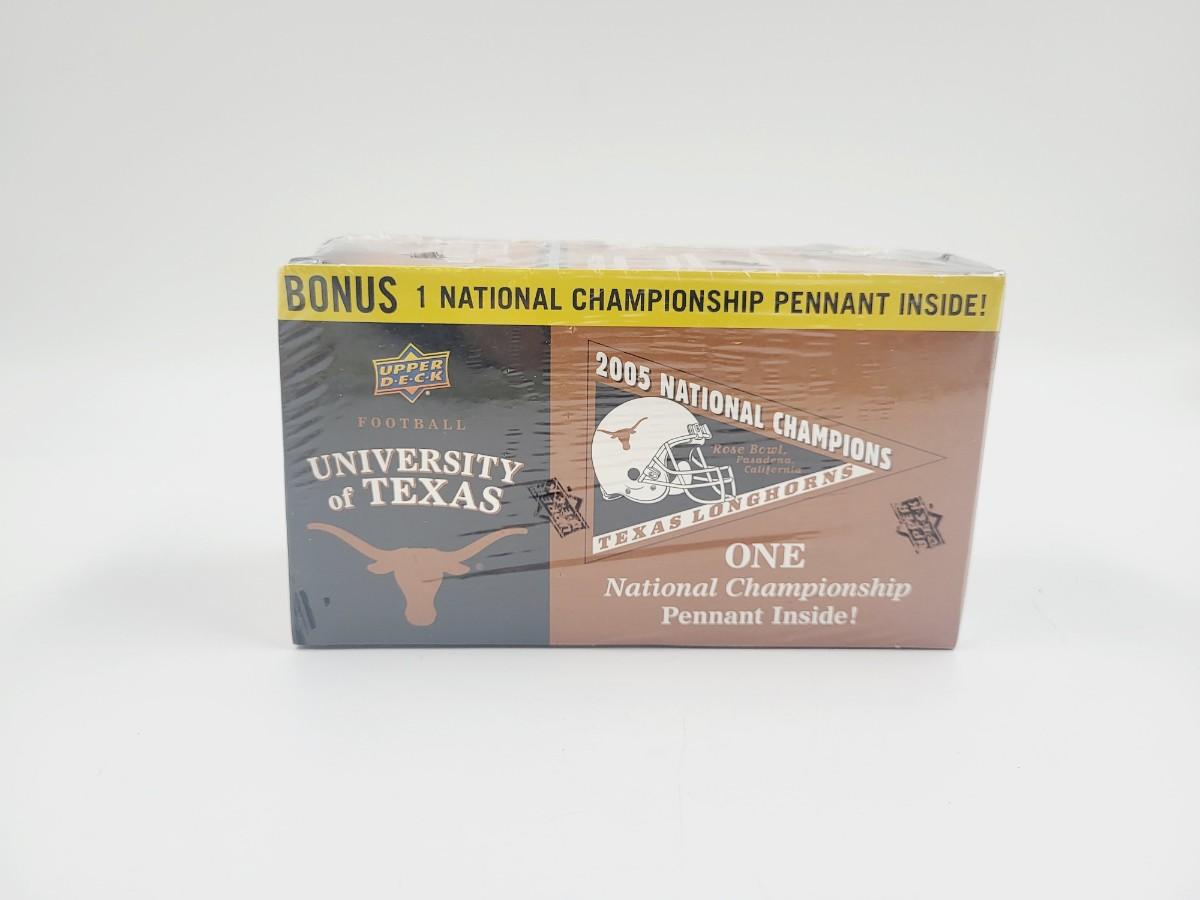 BONUS 1 NATIONAL CHAMPIONSHIP PENNANT INSIDE!
UPPER
D·E·C·K
FOOTBALL
UNIVERSITY
of TEXAS
2005 NATIONAL CHAMPIONS
Rose Bowl,
Pasadena,
California
TEXAS LONGHORNS
ONE
National Championship
Pennant Inside!